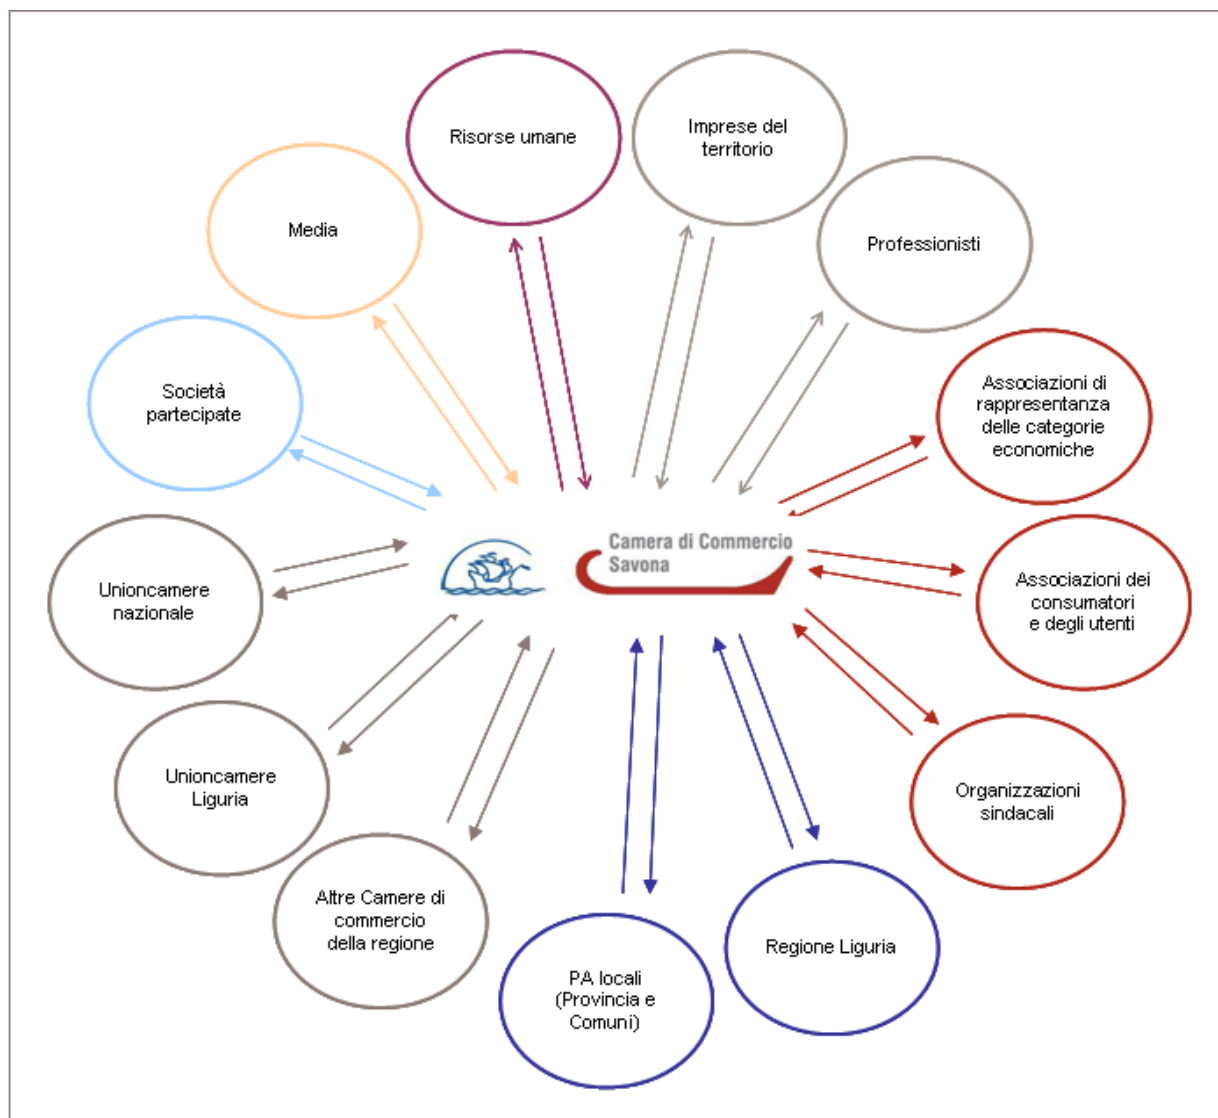 Risorse umane
Imprese del
territorio
Media
Professionisti
Società
partecipate
Associazioni di
rappresentanza
delle categorie
economiche
Camera di Commercio
Savona
Unioncamere
nazionale
Associazioni dei
consumatori
e degli utenti
Unioncamere
Liguria
Organizzazioni
sindacali
Altre Camere di
commercio
della regione
Regione Liguria
PA locali
(Provincia e
Comuni)